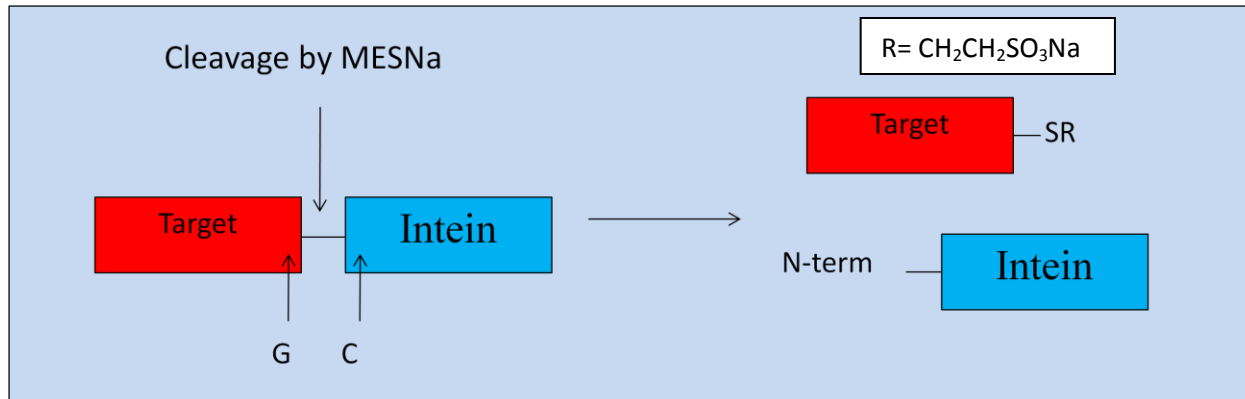 Cleavage by MESNa
R= CH₂CH₂SO₃Na
Target
SR
Target
Intein
N-term
Intein
G
C